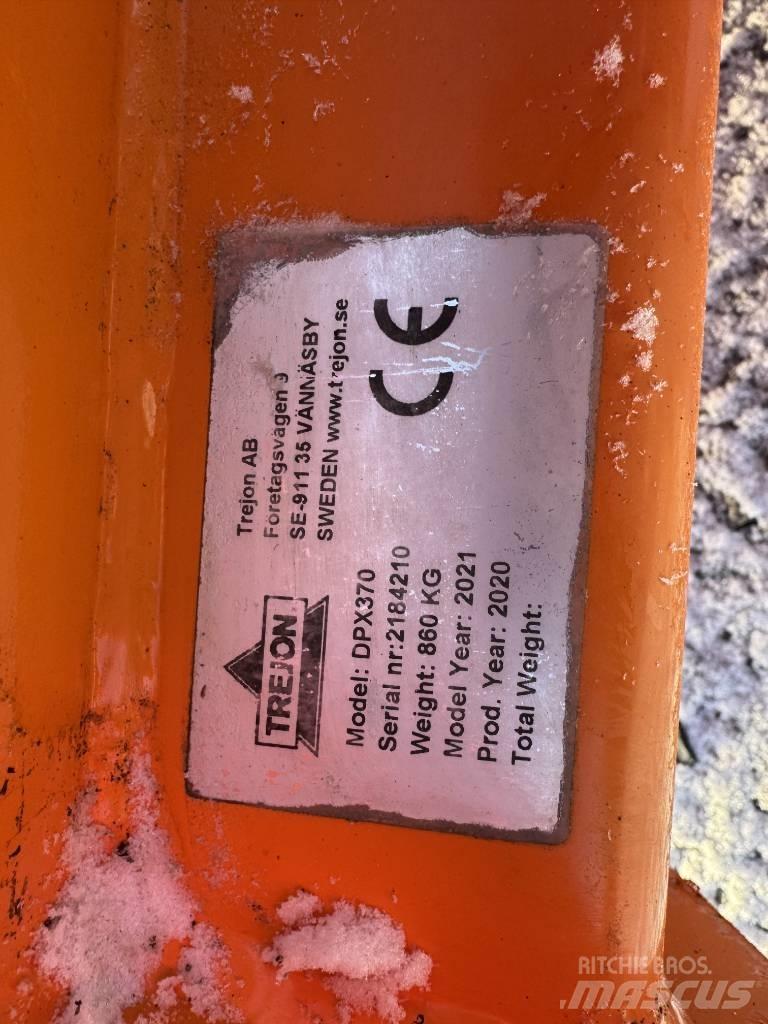 Trejon AB
Företagsvägen 9
SE-911 35 VÄNNÄSBY
SWEDEN www.trejon.se
CE
TREJON
Model: DPX370
Serial nr:2184210
Weight: 860 KG
Model Year: 2021
Prod. Year: 2020
Total Weight:
RITCHIE BROS.
MASCUS